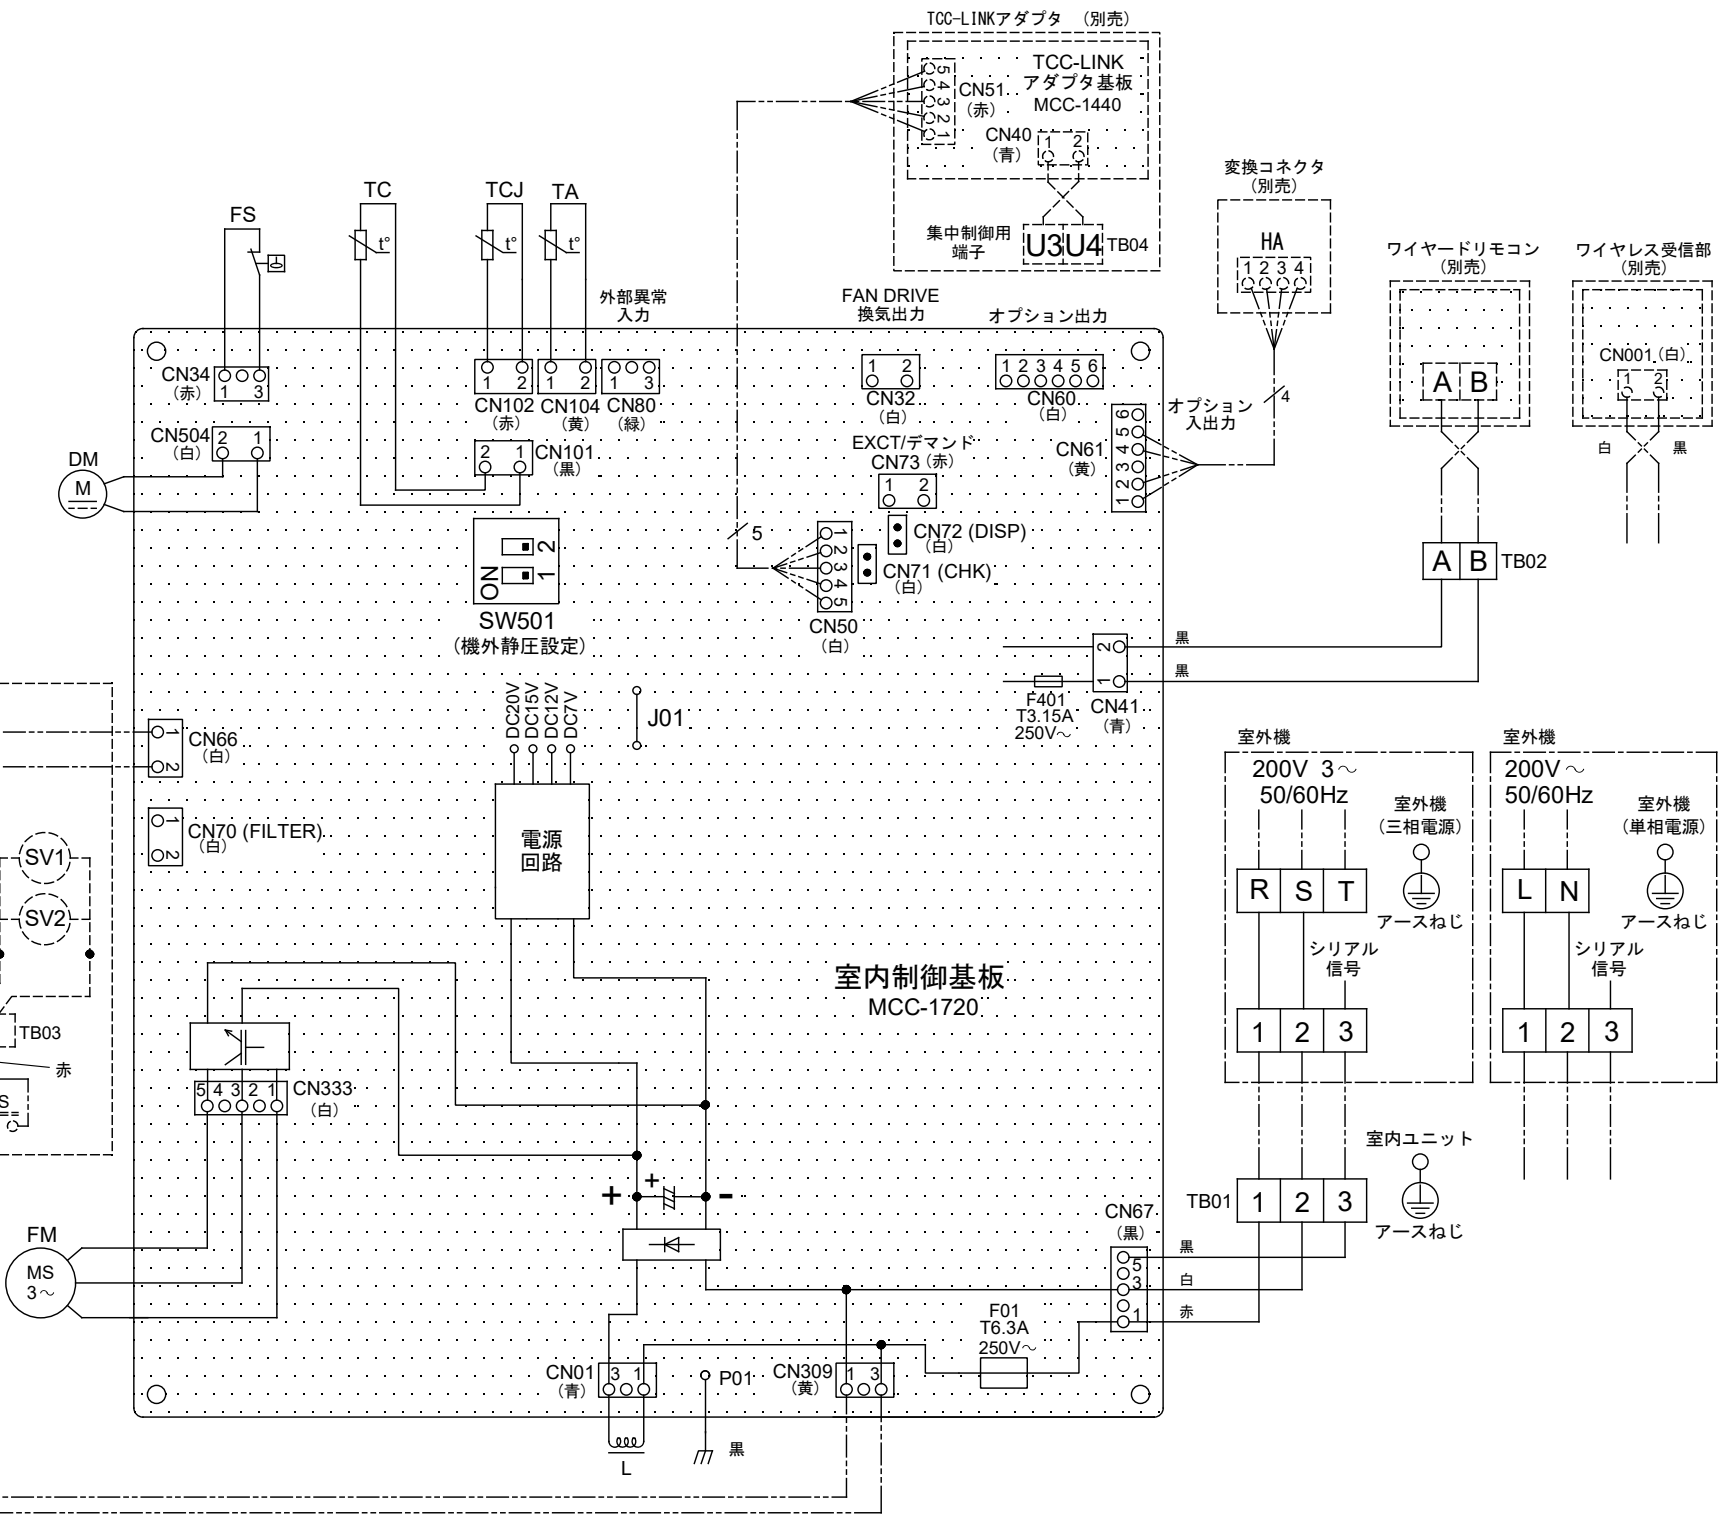 TCC-LINKアダプタ （別売）
TCC-LINK
アダプタ基板
MCC-1440
5
4
3
2
1
CN51
（赤）
CN40
（青）
1 2
集中制御用
端子
U3 U4 TB04
変換コネクタ
（別売）
HA
1 2 3 4
4
ワイヤードリモコン
（別売）
A B
ワイヤレス受信部
（別売）
CN001（白）
1 2
白 黒
A B TB02
FS
TC
t°
TCJ
t°
TA
t°
外部異常
入力
FAN DRIVE
換気出力
オプション出力
CN34
（赤）
1 3
1 2
CN102
（赤）
1 2
CN104
（黄）
1 3
CN80
（緑）
1 2
CN32
（白）
1 2 3 4 5 6
CN60
（白）
オプション
入出力
6
5
4
3
2
1
CN61
（黄）
CN504
（白）
2 1
DM
M
2 1
CN101
（黒）
EXCT/デマンド
CN73（赤）
1 2
CN72 (DISP)
（白）
CN71 (CHK)
（白）
5
1
2
3
4
5
CN50
（白）
ON
1 2
SW501
（機外静圧設定）
2
1
黒
黒
F401
T3.15A
250V～
CN41
（青）
DC20V
DC15V
DC12V
DC7V
J01
電源
回路
1
2
CN66
（白）
1
2
CN70 (FILTER)
（白）
SV1
SV2
TB03
赤
S
室内制御基板
MCC-1720
5 4 3 2 1
CN333
（白）
FM
MS
3～
+
+
-
室外機
200V 3～
50/60Hz
室外機
（三相電源）
アースねじ
R S T
シリアル
信号
1 2 3
室外機
200V～
50/60Hz
室外機
（単相電源）
アースねじ
L N
シリアル
信号
1 2 3
室内ユニット
アースねじ
TB01 1 2 3
CN67
（黒）
5
3
1
黒
白
赤
F01
T6.3A
250V～
CN01
（青）
3 1
L
P01
黒
CN309
（黄）
1 3